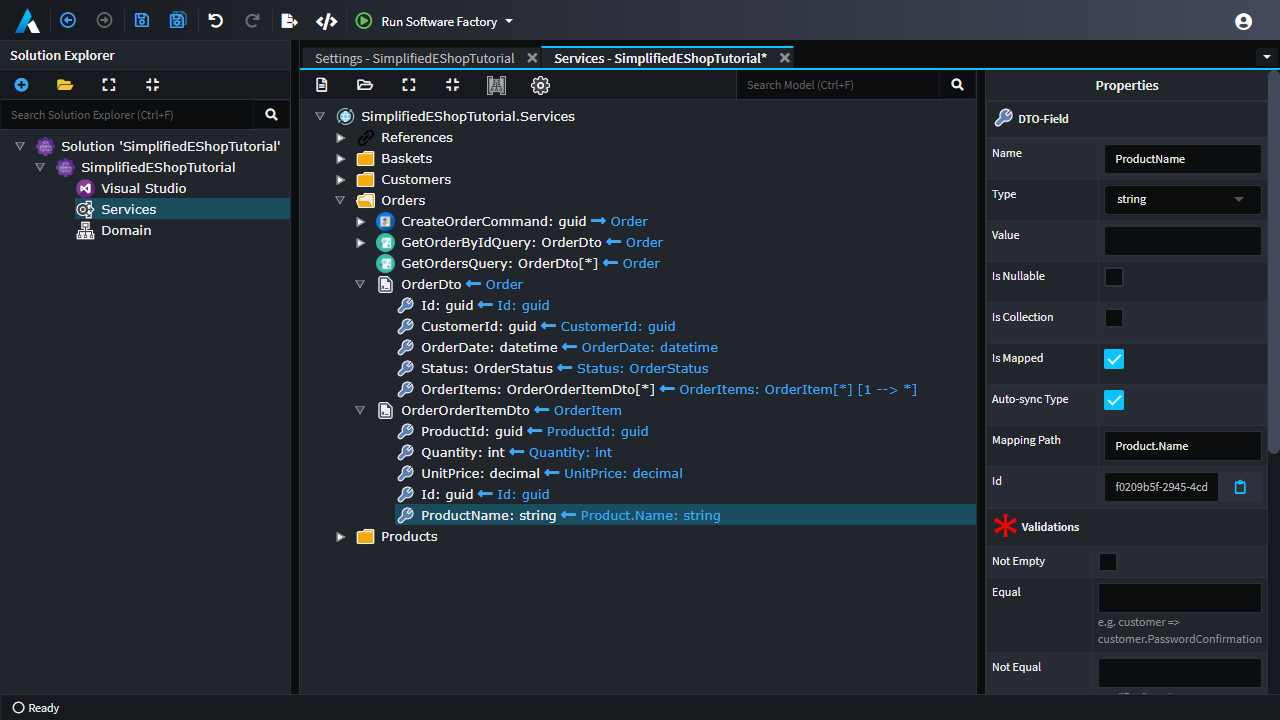 Run Software Factory
Solution Explorer
Search Solution Explorer (Ctrl+F)
Solution 'SimplifiedEShopTutorial'
SimplifiedEShopTutorial
Visual Studio
Services
Domain
Settings - SimplifiedEShopTutorial
Services - SimplifiedEShopTutorial*
Search Model (Ctrl+F)
SimplifiedEShopTutorial.Services
References
Baskets
Customers
Orders
CreateOrderCommand: guid → Order
GetOrderByIdQuery: OrderDto ← Order
GetOrdersQuery: OrderDto[*] ← Order
OrderDto ← Order
Id: guid ← Id: guid
CustomerId: guid ← CustomerId: guid
OrderDate: datetime ← OrderDate: datetime
Status: OrderStatus ← Status: OrderStatus
OrderItems: OrderOrderItemDto[*] ← OrderItems: OrderItem[*] [1 --> *]
OrderOrderItemDto ← OrderItem
ProductId: guid ← ProductId: guid
Quantity: int ← Quantity: int
UnitPrice: decimal ← UnitPrice: decimal
Id: guid ← Id: guid
ProductName: string ← Product.Name: string
Products
Properties
DTO-Field
Name
ProductName
Type
string
Value
Is Nullable
Is Collection
Is Mapped
Auto-sync Type
Mapping Path
Product.Name
Id
f0209b5f-2945-4cd
Validations
Not Empty
Equal
e.g. customer =>
customer.PasswordConfirmation
Not Equal
Ready